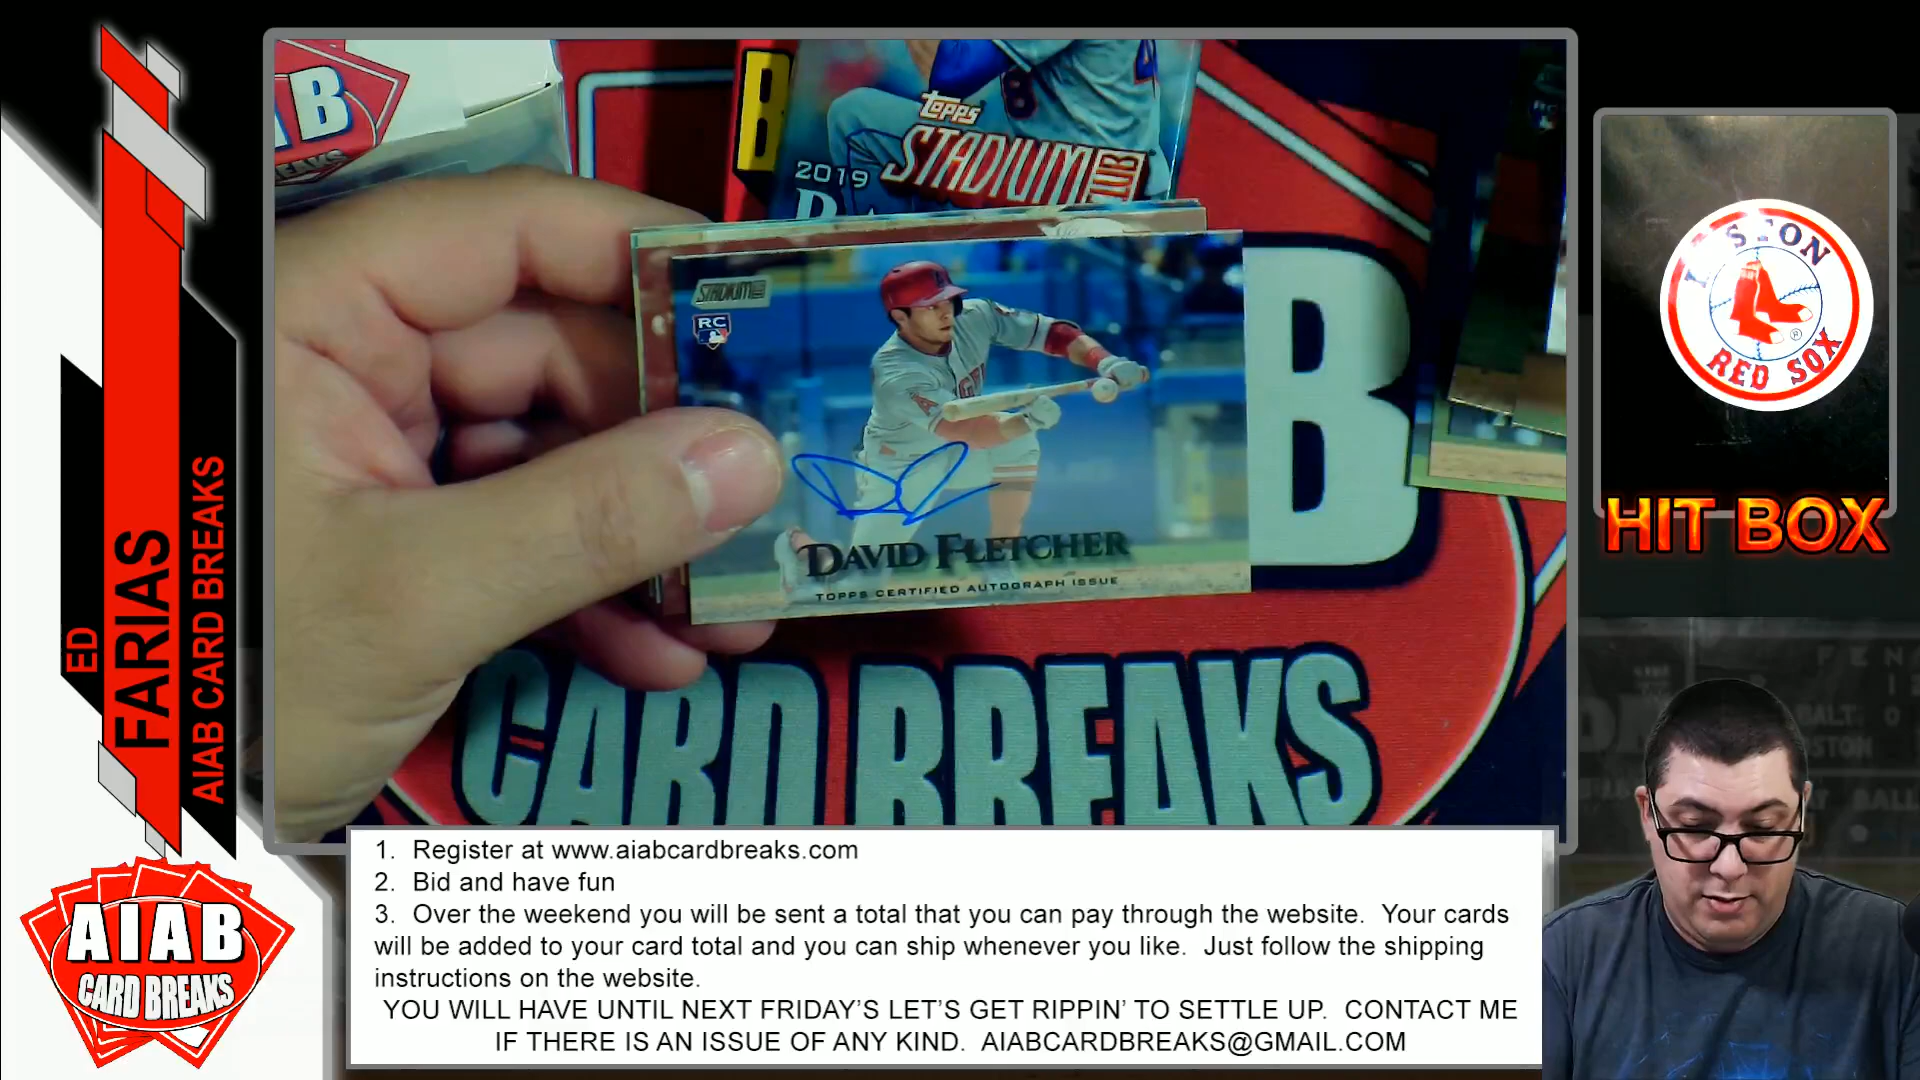 ED
FARIAS
AIAB CARD BREAKS
AIAB
CARD BREAKS
B
BREAKS
B
TOPPS
2019
STADIUM CLUB
STADIUM
RC
DAVID FLETCHER
TOPPS CERTIFIED AUTOGRAPH ISSUE
B
CARD BREAKS
RED SOX
®
HIT BOX
1. Register at www.aiabcardbreaks.com
2. Bid and have fun
3. Over the weekend you will be sent a total that you can pay through the website. Your cards
will be added to your card total and you can ship whenever you like. Just follow the shipping
instructions on the website.
YOU WILL HAVE UNTIL NEXT FRIDAY'S LET'S GET RIPPIN' TO SETTLE UP. CONTACT ME
IF THERE IS AN ISSUE OF ANY KIND. AIABCARDBREAKS@GMAIL.COM